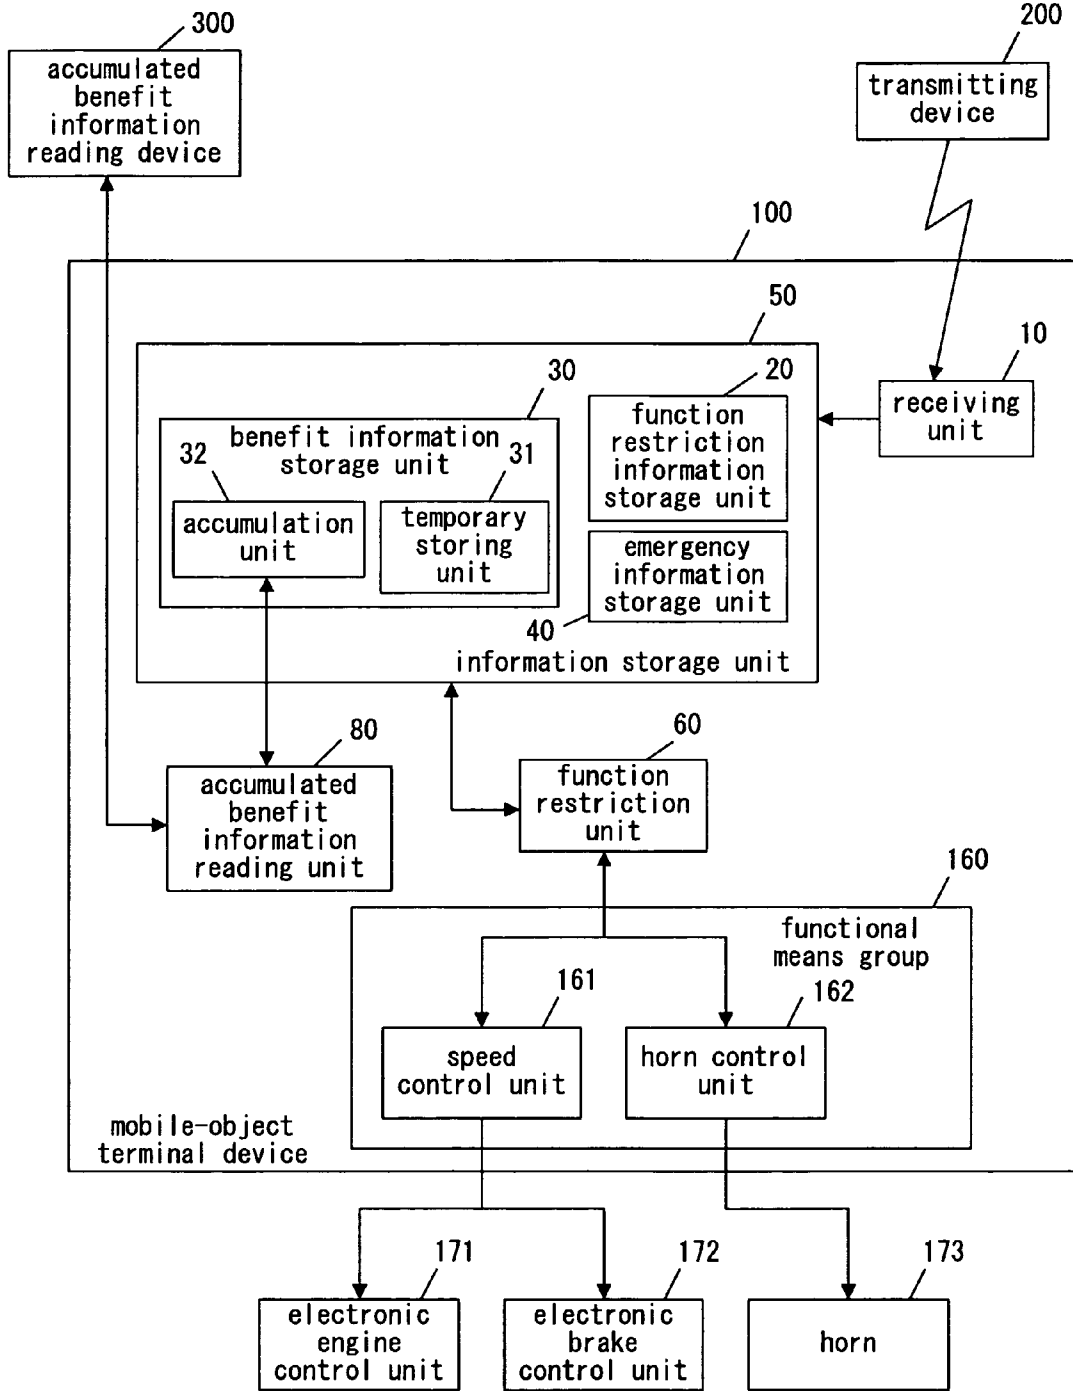 300
accumulated
benefit
information
reading device
200
transmitting
device
100
50
10
receiving
unit
30
20
benefit information
storage unit
function
restriction
information
storage unit
32
31
accumulation
unit
temporary
storing
unit
emergency
information
storage unit
40
information storage unit
80
accumulated
benefit
information
reading unit
60
function
restriction
unit
160
functional
means group
161
speed
control unit
162
horn control
unit
mobile-object
terminal device
171
electronic
engine
control unit
172
electronic
brake
control unit
173
horn